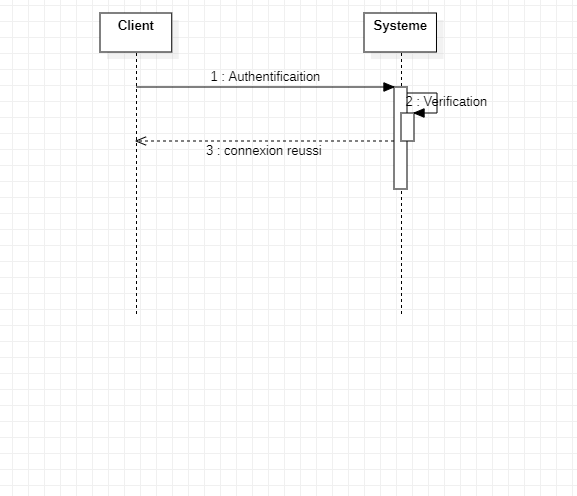 Client
Systeme
1 : Authentificaition
2 : Verification
3 : connexion reussi